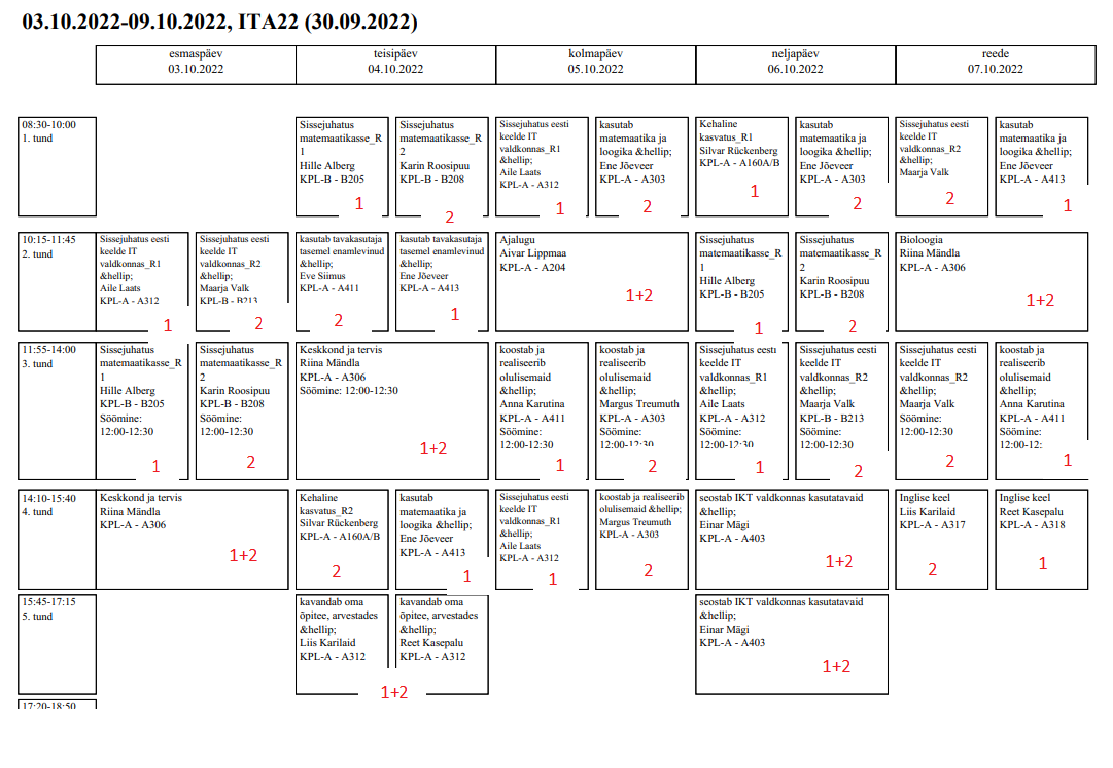 03.10.2022-09.10.2022, ITA22 (30.09.2022)
esmaspäev
03.10.2022
teisipäev
04.10.2022
kolmapäev
05.10.2022
neljapäev
06.10.2022
reede
07.10.2022
08:30-10:00
1. tund
Sissejuhatus
matemaatikasse_R
1
Hille Alberg
KPL-B - B205
1
Sissejuhatus
matemaatikasse_R
2
Karin Roosipuu
KPL-B - B208
2
Sissejuhatus eesti
keelde IT
valdkonnas_R1
&hellip;
Aile Laats
KPL-A - A312
1
kasutab
matemaatika ja
loogika &hellip;
Ene Jõeveer
KPL-A - A303
2
Kehaline
kasvatus_R1
Silvar Rückenberg
KPL-A - A160A/B
1
kasutab
matemaatika ja
loogika &hellip;
Ene Jõeveer
KPL-A - A303
2
Sissejuhatus eesti
keelde IT
valdkonnas_R2
&hellip;
Maarja Valk
2
kasutab
matemaatika ja
loogika &hellip;
Ene Jõeveer
KPL-A - A413
1
10:15-11:45
2. tund
Sissejuhatus eesti
keelde IT
valdkonnas_R1
&hellip;
Aile Laats
KPL-A - A312
1
Sissejuhatus eesti
keelde IT
valdkonnas_R2
&hellip;
Maarja Valk
KPL-B - B213
2
kasutab tavakasutaja
tasemel enamlevinud
&hellip;
Eve Siimus
KPL-A - A411
2
kasutab tavakasutaja
tasemel enamlevinud
&hellip;
Ene Jõeveer
KPL-A - A413
1
Ajalugu
Aivar Lippmaa
KPL-A - A204
1+2
Sissejuhatus
matemaatikasse_R
1
Hille Alberg
KPL-B - B205
1
Sissejuhatus
matemaatikasse_R
2
Karin Roosipuu
KPL-B - B208
2
Bioloogia
Riina Mändla
KPL-A - A306
1+2
11:55-14:00
3. tund
Sissejuhatus
matemaatikasse_R
1
Hille Alberg
KPL-B - B205
Söömine:
12:00-12:30
1
Sissejuhatus
matemaatikasse_R
2
Karin Roosipuu
KPL-B - B208
Söömine:
12:00-12:30
2
Keskkond ja tervis
Riina Mändla
KPL-A - A306
Söömine: 12:00-12:30
1+2
koostab ja
realiseerib
olulisemaid
&hellip;
Anna Karutina
KPL-A - A411
Söömine:
12:00-12:30
1
koostab ja
realiseerib
olulisemaid
&hellip;
Margus Treumuth
KPL-A - A303
Söömine:
12:00-12:30
2
Sissejuhatus eesti
keelde IT
valdkonnas_R1
&hellip;
Aile Laats
KPL-A - A312
Söömine:
12:00-12:30
1
Sissejuhatus eesti
keelde IT
valdkonnas_R2
&hellip;
Maarja Valk
KPL-B - B213
Söömine:
12:00-12:30
2
Sissejuhatus eesti
keelde IT
valdkonnas_R2
&hellip;
Maarja Valk
KPL-A - A312
Söömine:
12:00-12:30
2
koostab ja
realiseerib
olulisemaid
&hellip;
Anna Karutina
KPL-A - A411
Söömine:
12:00-12:
1
14:10-15:40
4. tund
Keskkond ja tervis
Riina Mändla
KPL-A - A306
1+2
Kehaline
kasvatus_R2
Silvar Rückenberg
KPL-A - A160A/B
2
kasutab
matemaatika ja
loogika &hellip;
Ene Jõeveer
KPL-A - A413
1
Sissejuhatus eesti
keelde IT
valdkonnas_R1
&hellip;
Aile Laats
KPL-A - A312
1
koostab ja realiseerib
olulisemaid &hellip;
Margus Treumuth
KPL-A - A303
2
seostab IKT valdkonnas kasutatavaid
&hellip;
Einar Mägi
KPL-A - A403
1+2
Inglise keel
Liis Karilaid
KPL-A - A317
2
Inglise keel
Reet Kasepalu
KPL-A - A318
1
15:45-17:15
5. tund
kavandab oma
õpitee, arvestades
&hellip;
Liis Karilaid
KPL-A - A312
kavandab oma
õpitee, arvestades
&hellip;
Reet Kasepalu
KPL-A - A312
1+2
seostab IKT valdkonnas kasutatavaid
&hellip;
Einar Mägi
KPL-A - A403
1+2
17:20-18:50